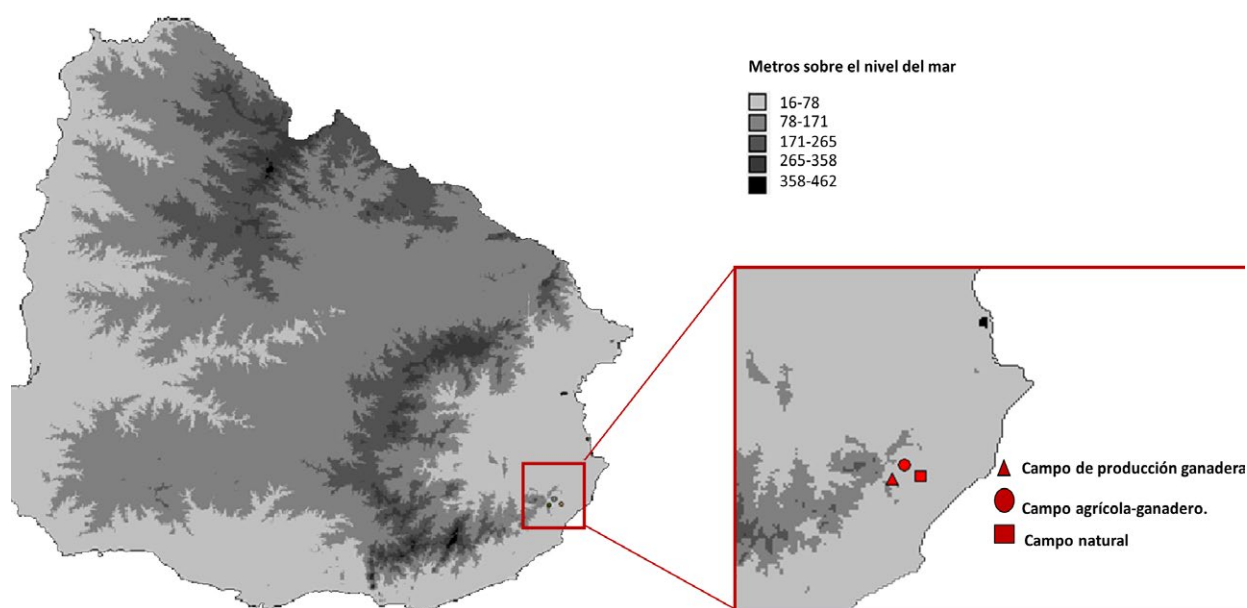 Metros sobre el nivel del mar
16-78
78-171
171-265
265-358
358-462
Campo de producción ganadera
Campo agrícola-ganadero.
Campo natural